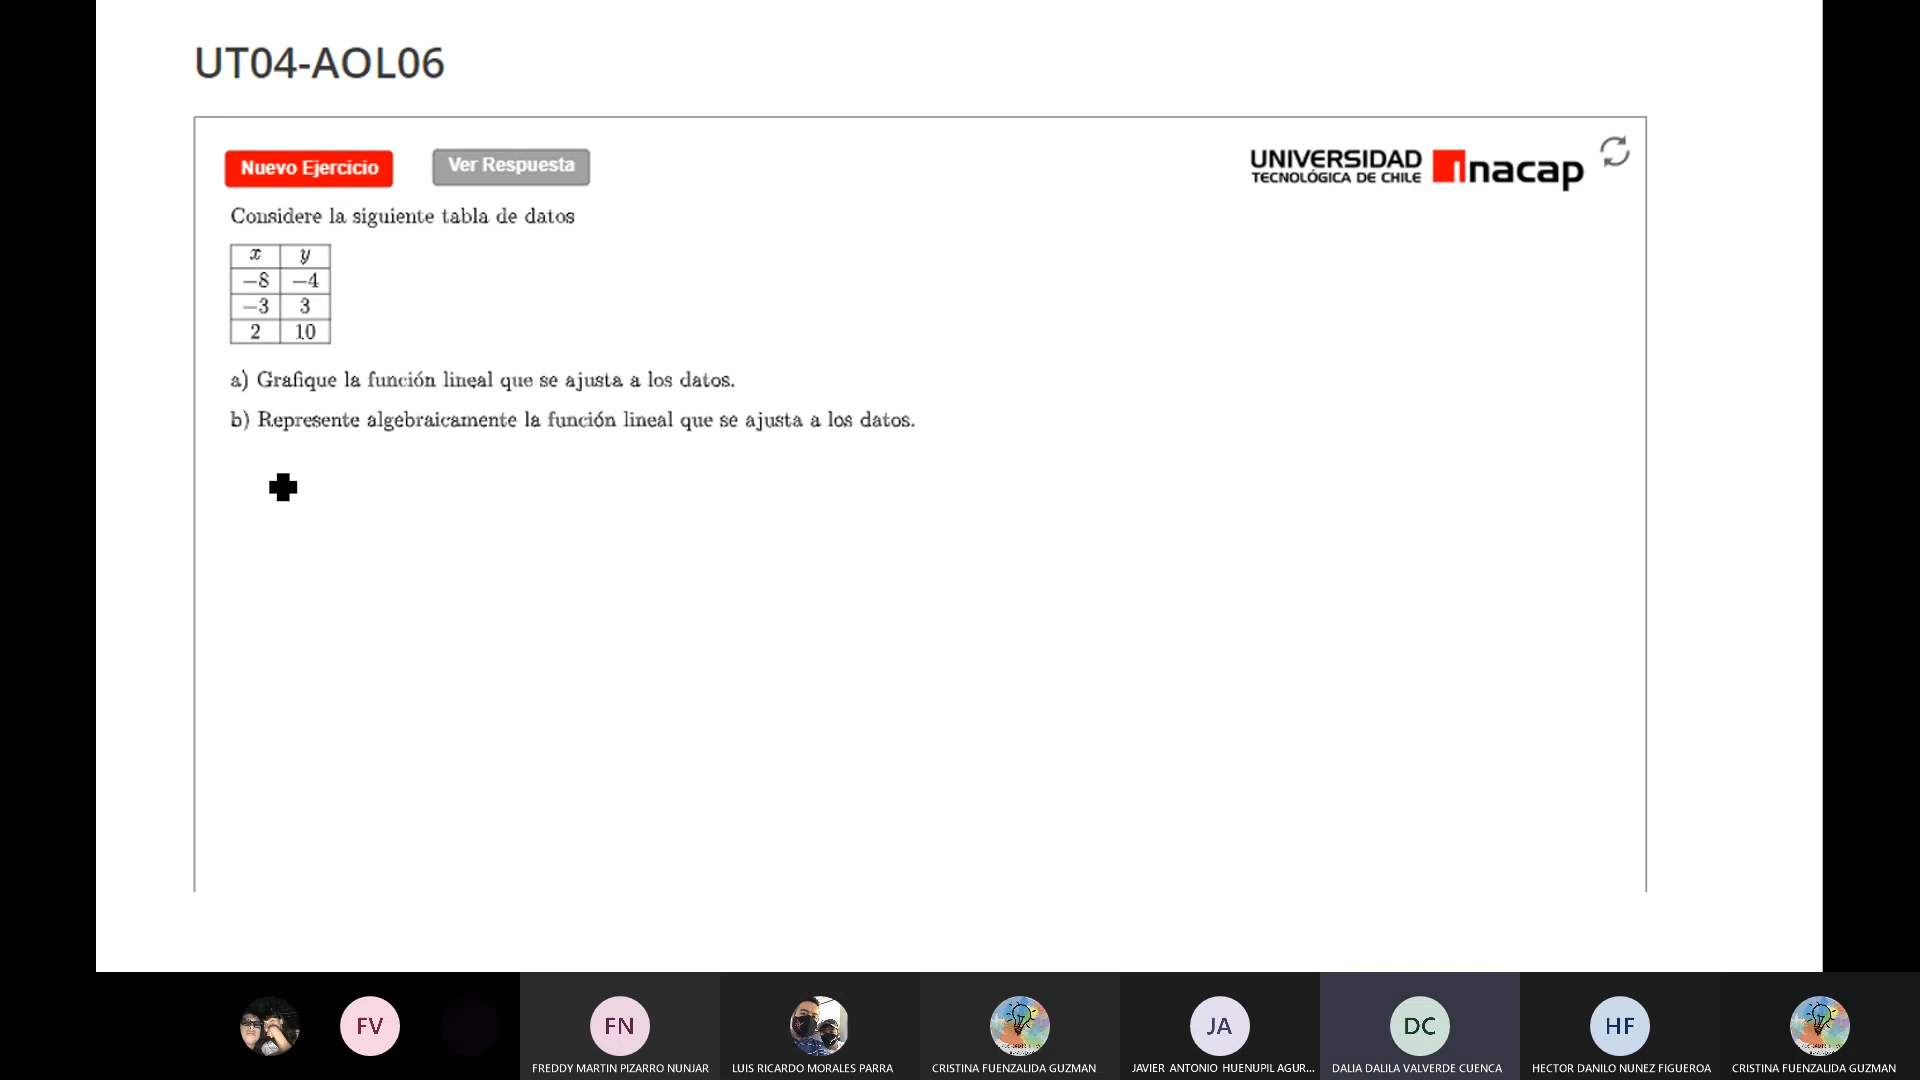 UT04-AOL06
Nuevo Ejercicio
Ver Respuesta
UNIVERSIDAD
TECNOLÓGICA DE CHILE
Inacap
Considere la siguiente tabla de datos
x y
−8 −4
−3 3
2 10
a) Grafique la función lineal que se ajusta a los datos.
b) Represente algebraicamente la función lineal que se ajusta a los datos.
FV
FN
JA
DC
HF
FREDDY MARTIN PIZARRO NUNJAR
LUIS RICARDO MORALES PARRA
CRISTINA FUENZALIDA GUZMAN
JAVIER ANTONIO HUENUPIL AGUR...
DALIA DALILA VALVERDE CUENCA
HECTOR DANILO NUNEZ FIGUEROA
CRISTINA FUENZALIDA GUZMAN